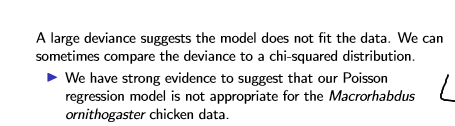 A large deviance suggests the model does not fit the data. We can
sometimes compare the deviance to a chi-squared distribution.
We have strong evidence to suggest that our Poisson
regression model is not appropriate for the Macrorhabdus
ornithogaster chicken data.